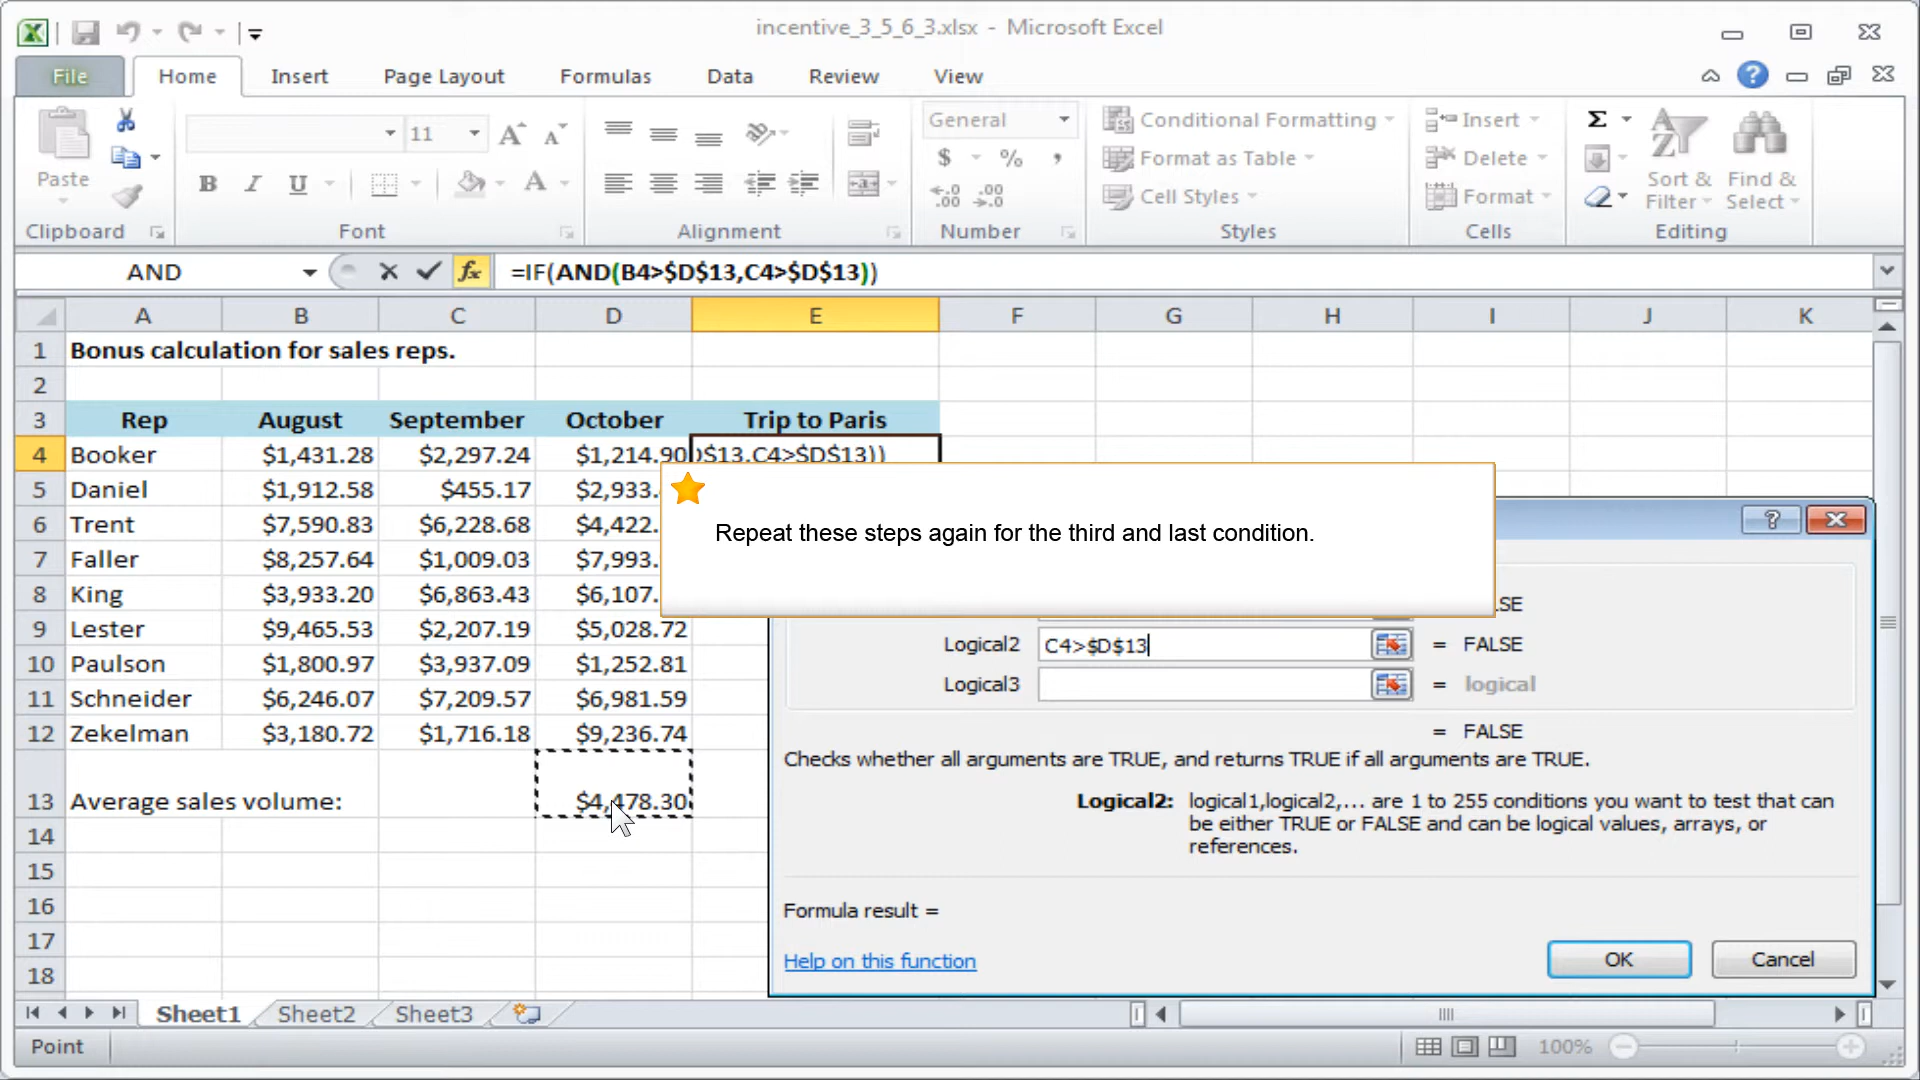 incentive_3_5_6_3.xlsx - Microsoft Excel
File Home Insert Page Layout Formulas Data Review View
Paste
Clipboard
11
B I U A
Font
Alignment
General
$ % ,
Number
Conditional Formatting
Format as Table
Cell Styles
Styles
Insert
Delete
Format
Cells
Σ
Sort & Filter
Find & Select
Editing
AND fx =IF(AND(B4>$D$13,C4>$D$13))
A B C D E F G H I J K
1 Bonus calculation for sales reps.
2
3 Rep August September October Trip to Paris
4 Booker $1,431.28 $2,297.24 $1,214.90 $13,C4>$D$13))
5 Daniel $1,912.58 $455.17 $2,933.
6 Trent $7,590.83 $6,228.68 $4,422.
7 Faller $8,257.64 $1,009.03 $7,993.
8 King $3,933.20 $6,863.43 $6,107.
9 Lester $9,465.53 $2,207.19 $5,028.72
10 Paulson $1,800.97 $3,937.09 $1,252.81
11 Schneider $6,246.07 $7,209.57 $6,981.59
12 Zekelman $3,180.72 $1,716.18 $9,236.74
13 Average sales volume: $4,478.30
14
15
16
17
18
Repeat these steps again for the third and last condition.
LSE
Logical2 C4>$D$13 = FALSE
Logical3 = logical
= FALSE
Checks whether all arguments are TRUE, and returns TRUE if all arguments are TRUE.
Logical2: logical1,logical2,... are 1 to 255 conditions you want to test that can
be either TRUE or FALSE and can be logical values, arrays, or
references.
Formula result =
Help on this function
OK Cancel
Sheet1 Sheet2 Sheet3
Point
100%